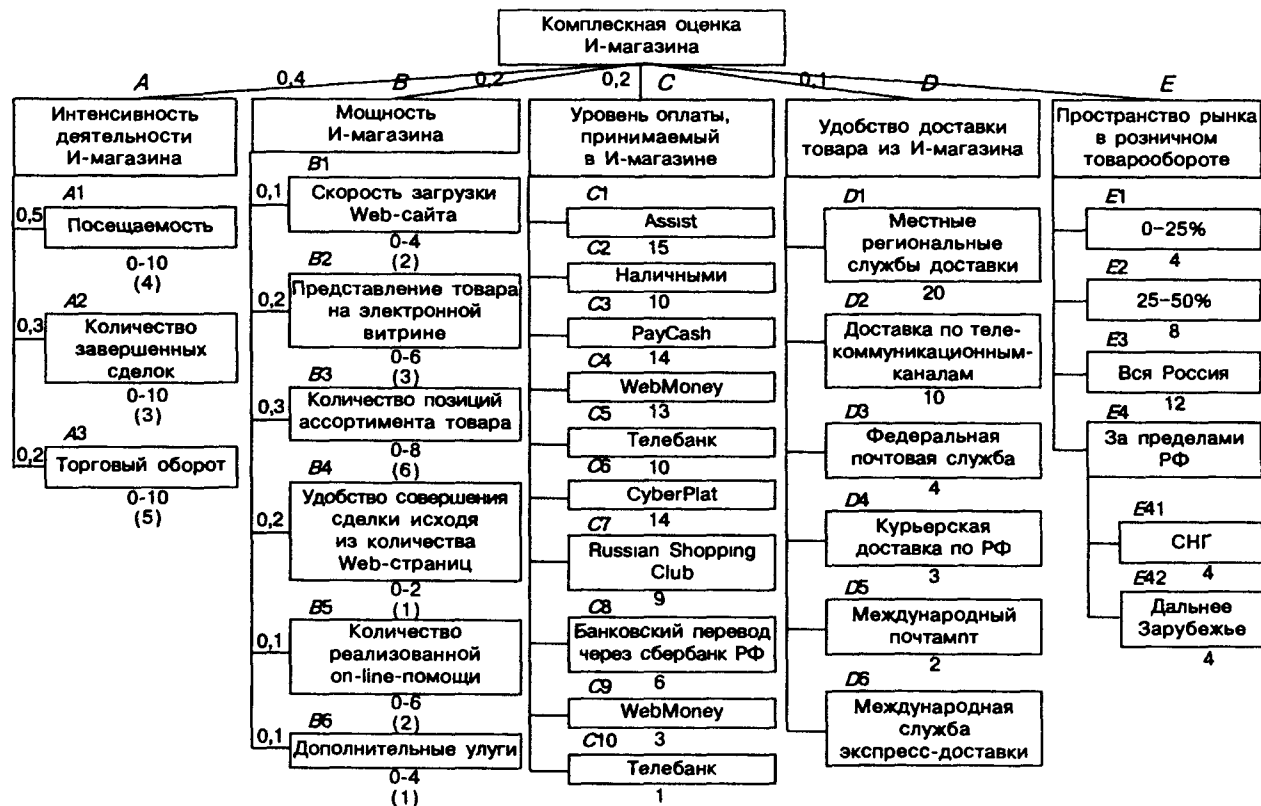 Комплескная оценка
И-магазина
A
0,4
B
0,2
0,2
C
0,1
D
E
Интенсивность
деятельности
И-магазина
A1
0,5
Посещаемость
0-10
(4)
A2
0,3
Количество
завершенных
сделок
0-10
(3)
A3
0,2
Торговый оборот
0-10
(5)
Мощность
И-магазина
B1
0,1
Скорость загрузки
Web-сайта
0-4
(2)
B2
0,2
Представление товара
на электронной
витрине
0-6
(3)
B3
0,3
Количество позиций
ассортимента товара
0-8
(6)
B4
0,2
Удобство совершения
сделки исходя
из количества
Web-страниц
0-2
(1)
B5
0,1
Количество
реализованной
on-line-помощи
0-6
(2)
B6
0,1
Дополнительные улуги
0-4
(1)
Уровень оплаты,
принимаемый
в И-магазине
C1
Assist
15
C2
Наличными
10
C3
PayCash
14
C4
WebMoney
13
C5
Телебанк
10
C6
CyberPlat
14
C7
Russian Shopping
Club
9
C8
Банковский перевод
через сбербанк РФ
6
C9
WebMoney
3
C10
Телебанк
1
Удобство доставки
товара из И-магазина
D1
Местные
региональные
службы доставки
20
D2
Доставка по теле-
коммуникационным-
каналам
10
D3
Федеральная
почтовая служба
4
D4
Курьерская
доставка по РФ
3
D5
Международный
почтампт
2
D6
Международная
служба
экспресс-доставки
Пространство рынка
в розничном
товарообороте
E1
0-25%
4
E2
25-50%
8
E3
Вся Россия
12
E4
За пределами
РФ
E41
СНГ
4
E42
Дальнее
Зарубежье
4